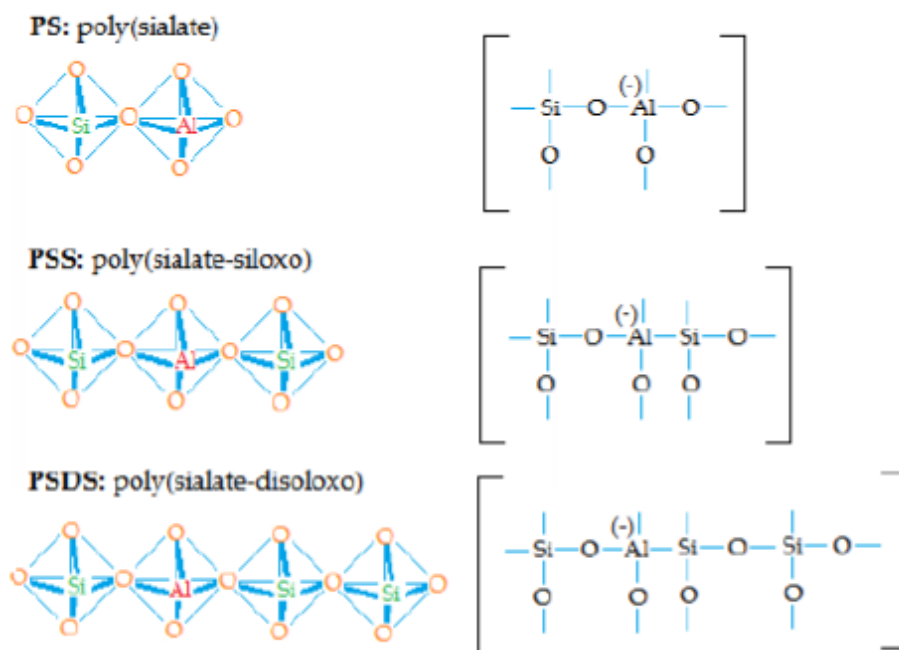 PS: poly(sialate)
O O
O Si O Al O
O O
(-)
Si O Al O
O O
PSS: poly(sialate-siloxo)
O O O
O Si O Al O Si O
O O O
(-)
Si O Al Si O
O O O
PSDS: poly(sialate-disoloxo)
O O O O
O Si O Al O Si O Si O
O O O O
(-)
Si O Al Si O Si O
O O O O